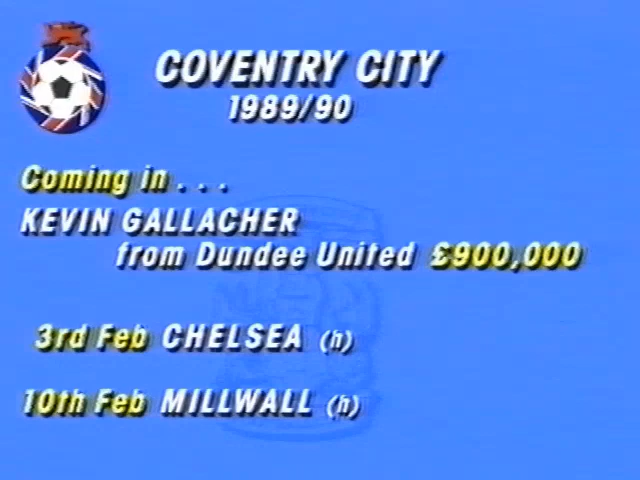 COVENTRY CITY
1989/90
Coming in . . .
KEVIN GALLACHER
from Dundee United £900,000
3rd Feb CHELSEA (h)
10th Feb MILLWALL (h)